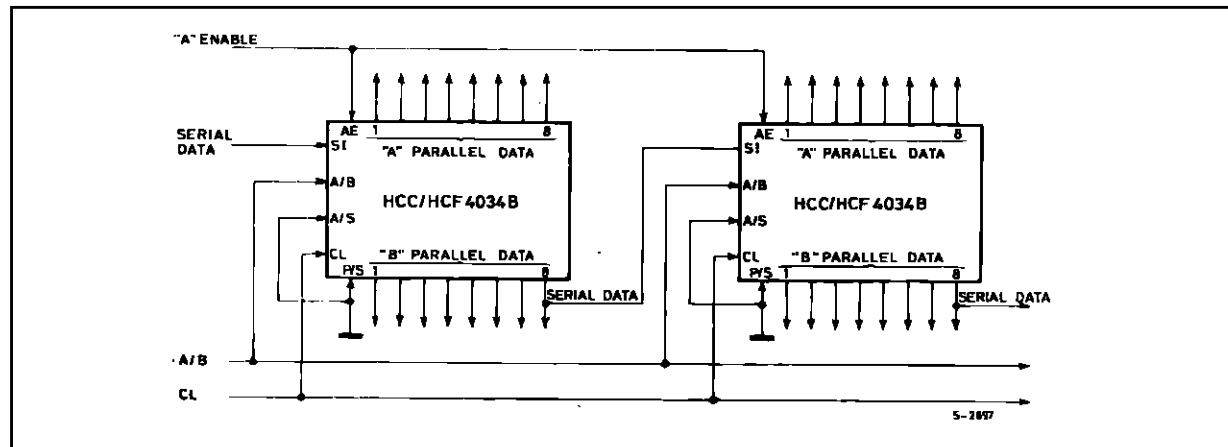 "A" ENABLE
SERIAL
DATA
AE
1
8
SI
"A" PARALLEL DATA
A/B
HCC/HCF 4034B
A/S
CL
"B" PARALLEL DATA
P/S
1
8
SERIAL DATA
AE
1
8
SI
"A" PARALLEL DATA
A/B
HCC/HCF 4034B
A/S
CL
"B" PARALLEL DATA
P/S
1
8
SERIAL DATA
A/B
CL
5-2897